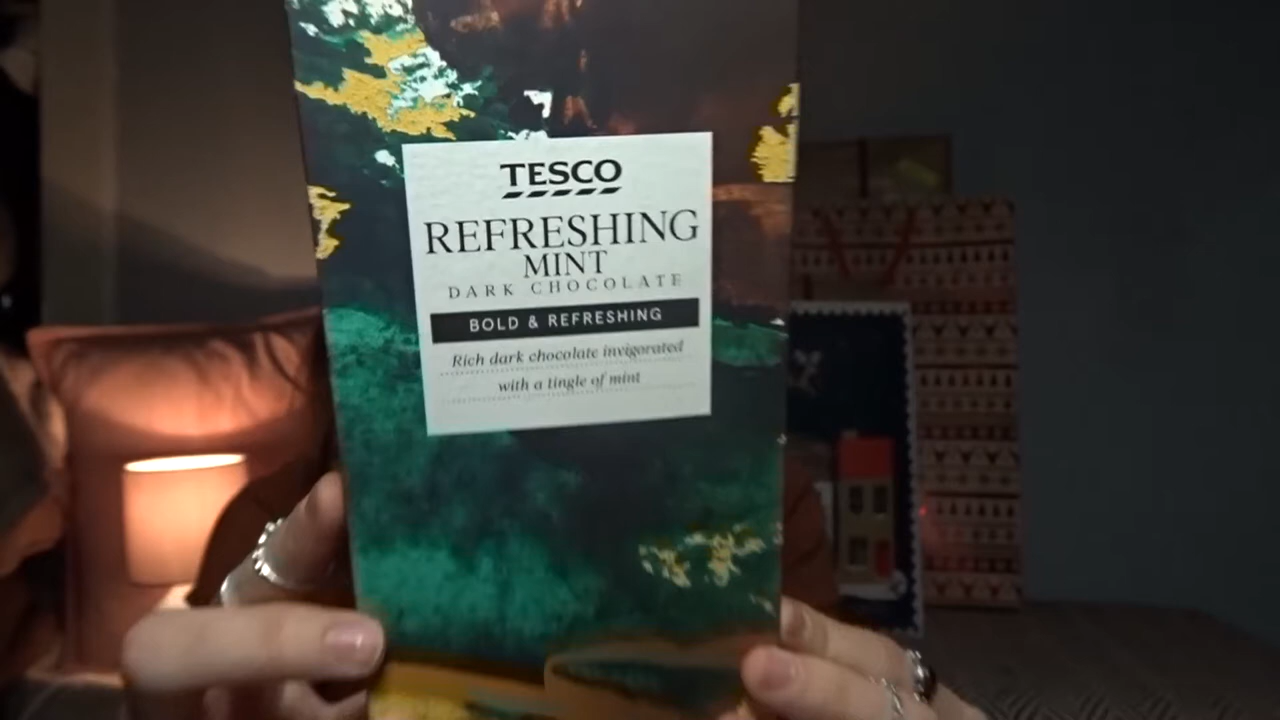 TESCO
REFRESHING
MINT
DARK CHOCOLATE
BOLD & REFRESHING
Rich dark chocolate invigorated
with a tingle of mint